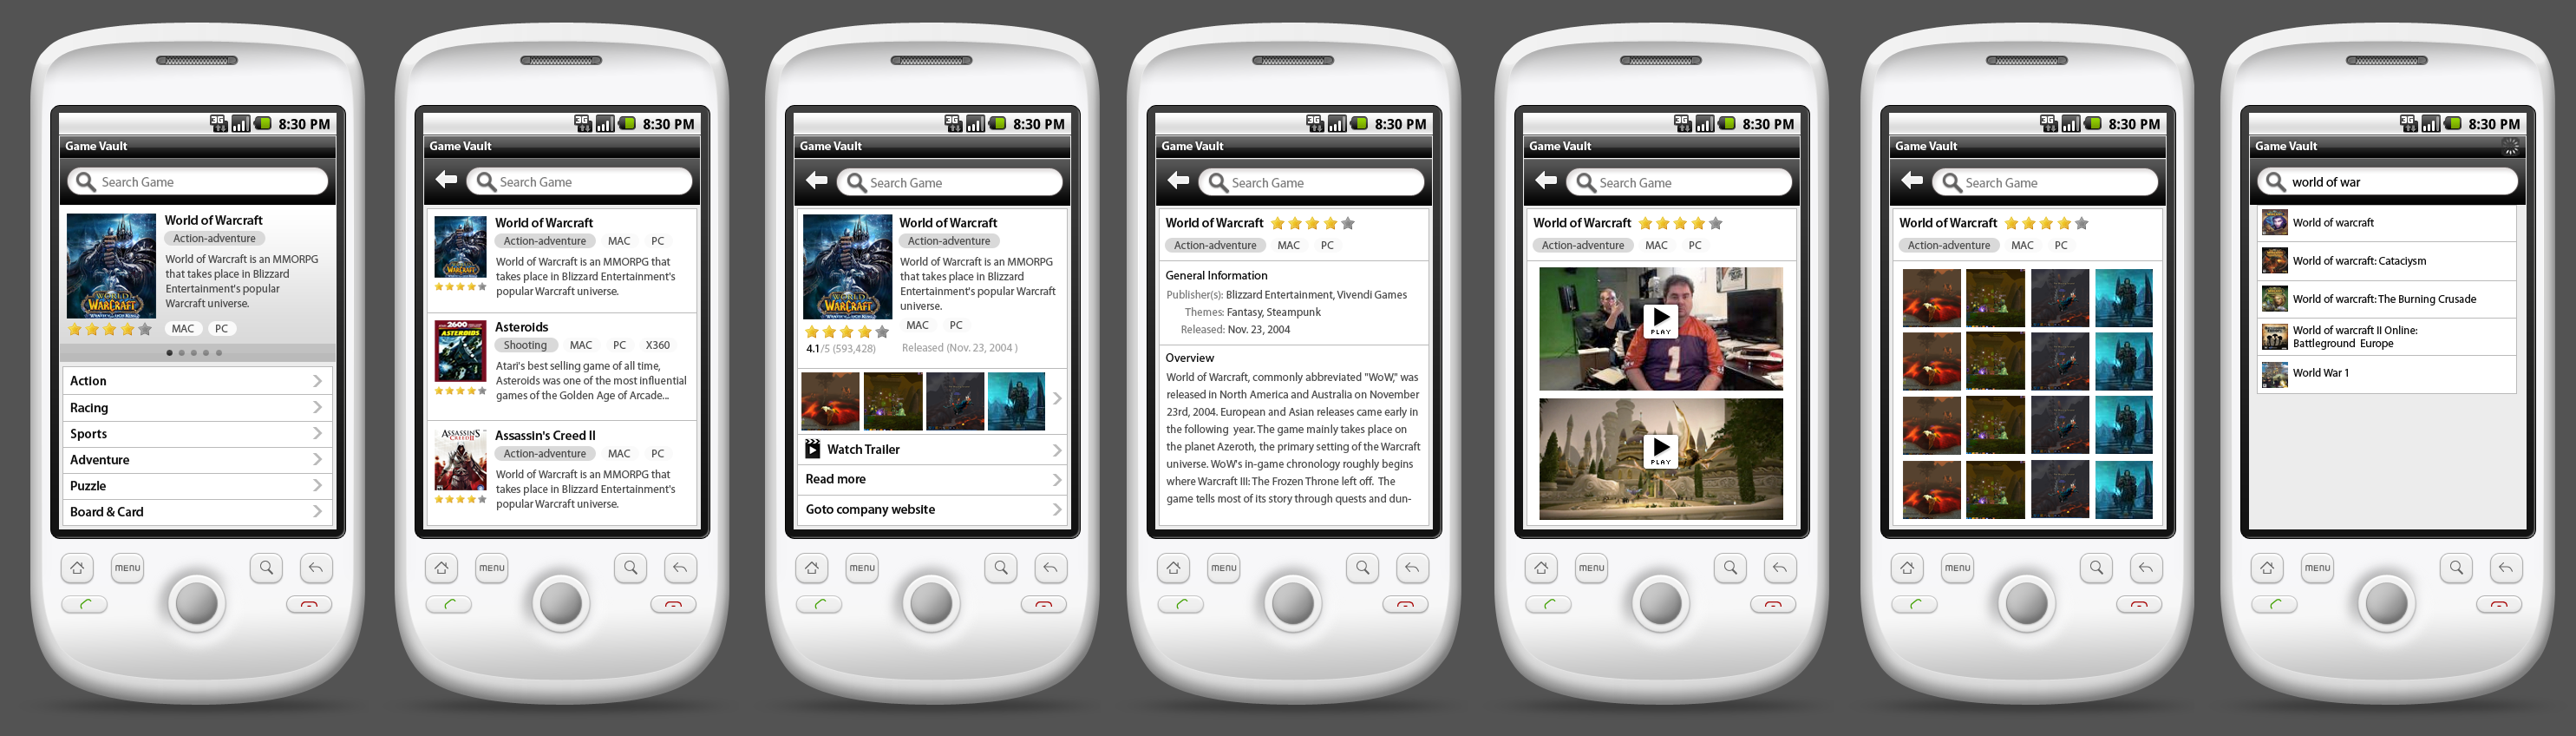 8:30 PM
Game Vault
Search Game
World of Warcraft
Action-adventure
World of Warcraft is an MMORPG
that takes place in Blizzard
Entertainment's popular
Warcraft universe.
WORLD
WARCRAFT
MAC PC
Action
Racing
Sports
Adventure
Puzzle
Board & Card
MENU
8:30 PM
Game Vault
Search Game
World of Warcraft
Action-adventure MAC PC
World of Warcraft is an MMORPG that
takes place in Blizzard Entertainment's
popular Warcraft universe.
WARCRAFT
2600
ASTEROIDS
Asteroids
Shooting MAC PC X360
Atari's best selling game of all time,
Asteroids was one of the most influential
games of the Golden Age of Arcade...
ASSASSIN'S
CREED II
Assassin's Creed II
Action-adventure MAC PC
World of Warcraft is an MMORPG that
takes place in Blizzard Entertainment's
popular Warcraft universe.
MENU
8:30 PM
Game Vault
Search Game
World of Warcraft
Action-adventure
World of Warcraft is an MMORPG
that takes place in Blizzard
Entertainment's popular Warcraft
universe.
WORLD
WARCRAFT
MAC PC
4.1/5 (593,428) Released (Nov. 23, 2004 )
Watch Trailer
Read more
Goto company website
MENU
8:30 PM
Game Vault
Search Game
World of Warcraft
Action-adventure MAC PC
General Information
Publisher(s): Blizzard Entertainment, Vivendi Games
Themes: Fantasy, Steampunk
Released: Nov. 23, 2004
Overview
World of Warcraft, commonly abbreviated "WoW," was
released in North America and Australia on November
23rd, 2004. European and Asian releases came early in
the following year. The game mainly takes place on
the planet Azeroth, the primary setting of the Warcraft
universe. WoW's in-game chronology roughly begins
where Warcraft III: The Frozen Throne left off. The
game tells most of its story through quests and dun-
MENU
8:30 PM
Game Vault
Search Game
World of Warcraft
Action-adventure MAC PC
PLAY
1
PLAY
MENU
8:30 PM
Game Vault
Search Game
World of Warcraft
Action-adventure MAC PC
MENU
8:30 PM
Game Vault
world of war
World of warcraft
World of warcraft: Cataciysm
World of warcraft: The Burning Crusade
World of warcraft II Online:
Battleground Europe
World War 1
MENU